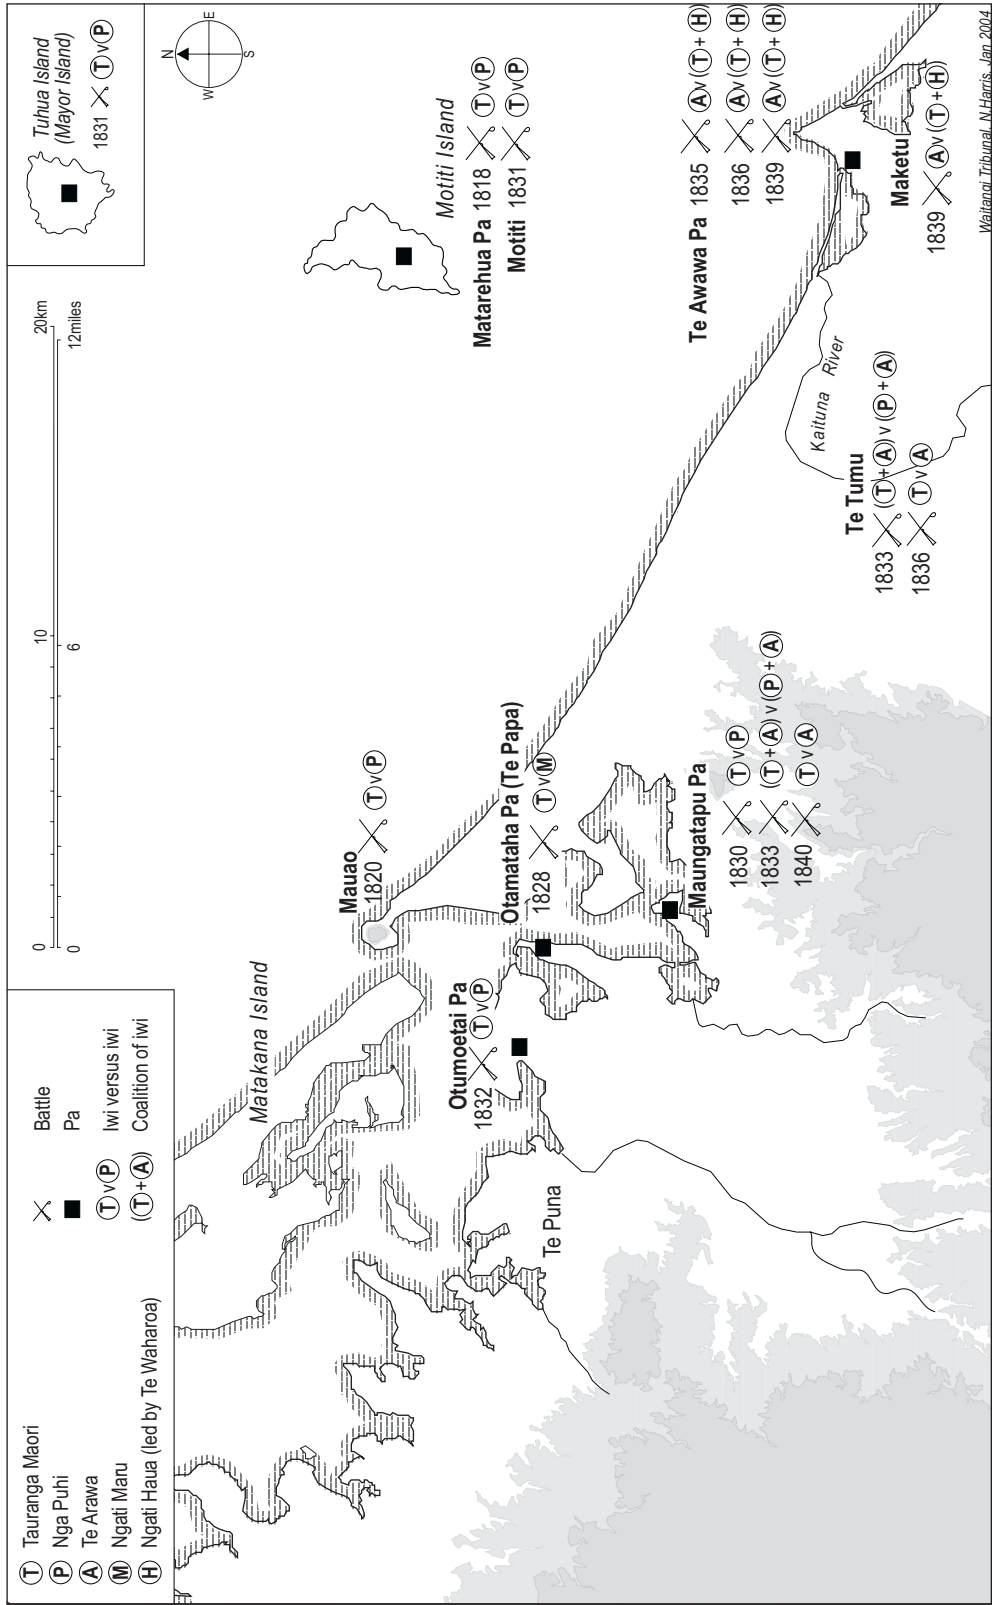 T Tauranga Maori
P Nga Puhi
A Te Arawa
M Ngati Maru
H Ngati Haua (led by Te Waharoa)
Battle
Pa
T v P Iwi versus iwi
(T + A) Coalition of iwi
0 10 20km
0 6 12miles
Tuhua Island
(Mayor Island)
1831 T v P
N
E
S
W
Matakana Island
Mauao
1820 T v P
Motiti Island
Matarehua Pa 1818 T v P
Motiti 1831 T v P
Otumoetai Pa
1832 T v P
Otamataha Pa (Te Papa)
1828 T v M
Te Puna
Maungatapu Pa
1830 T v P
1833 (T + A) v (P + A)
1840 T v A
Te Awawa Pa 1835 A v (T + H)
1836 A v (T + H)
1839 A v (T + H)
Kaituna River
Te Tumu
1833 (T + A) v (P + A)
1836 T v A
Maketu
1839 A v (T + H)
Waitangi Tribunal, N.Harris, Jan 2004